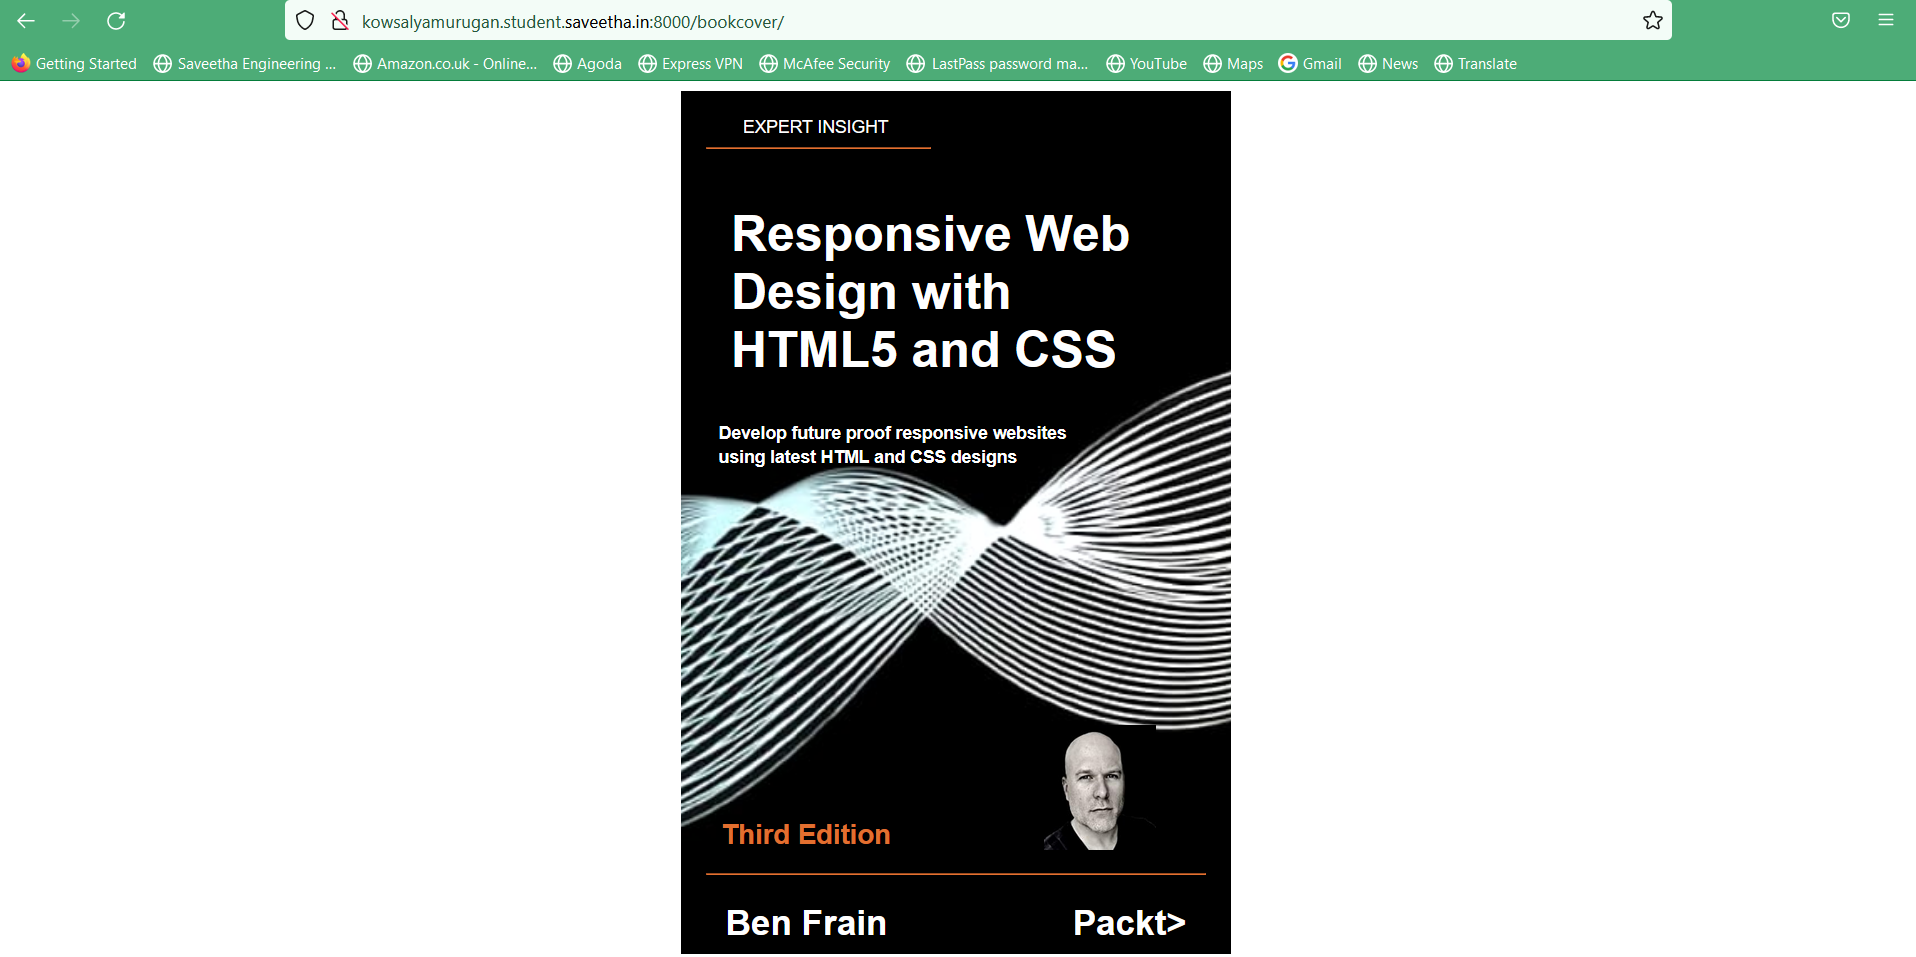 kowsalyamurugan.student.saveetha.in:8000/bookcover/
Getting Started Saveetha Engineering ... Amazon.co.uk - Online... Agoda Express VPN McAfee Security LastPass password ma... YouTube Maps Gmail News Translate
EXPERT INSIGHT
Responsive Web
Design with
HTML5 and CSS
Develop future proof responsive websites
using latest HTML and CSS designs
Third Edition
Ben Frain Packt>